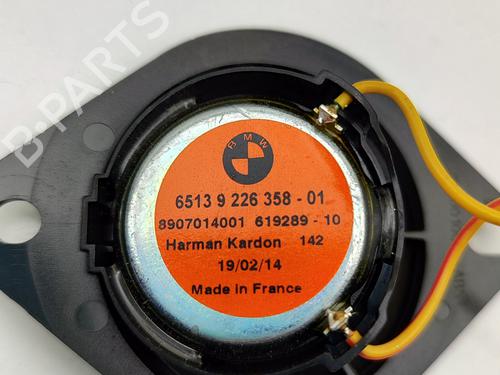 B-PARTS
BMW
6513 9 226 358 - 01
8907014001 619289 - 10
Harman Kardon 142
19/02/14
Made in France